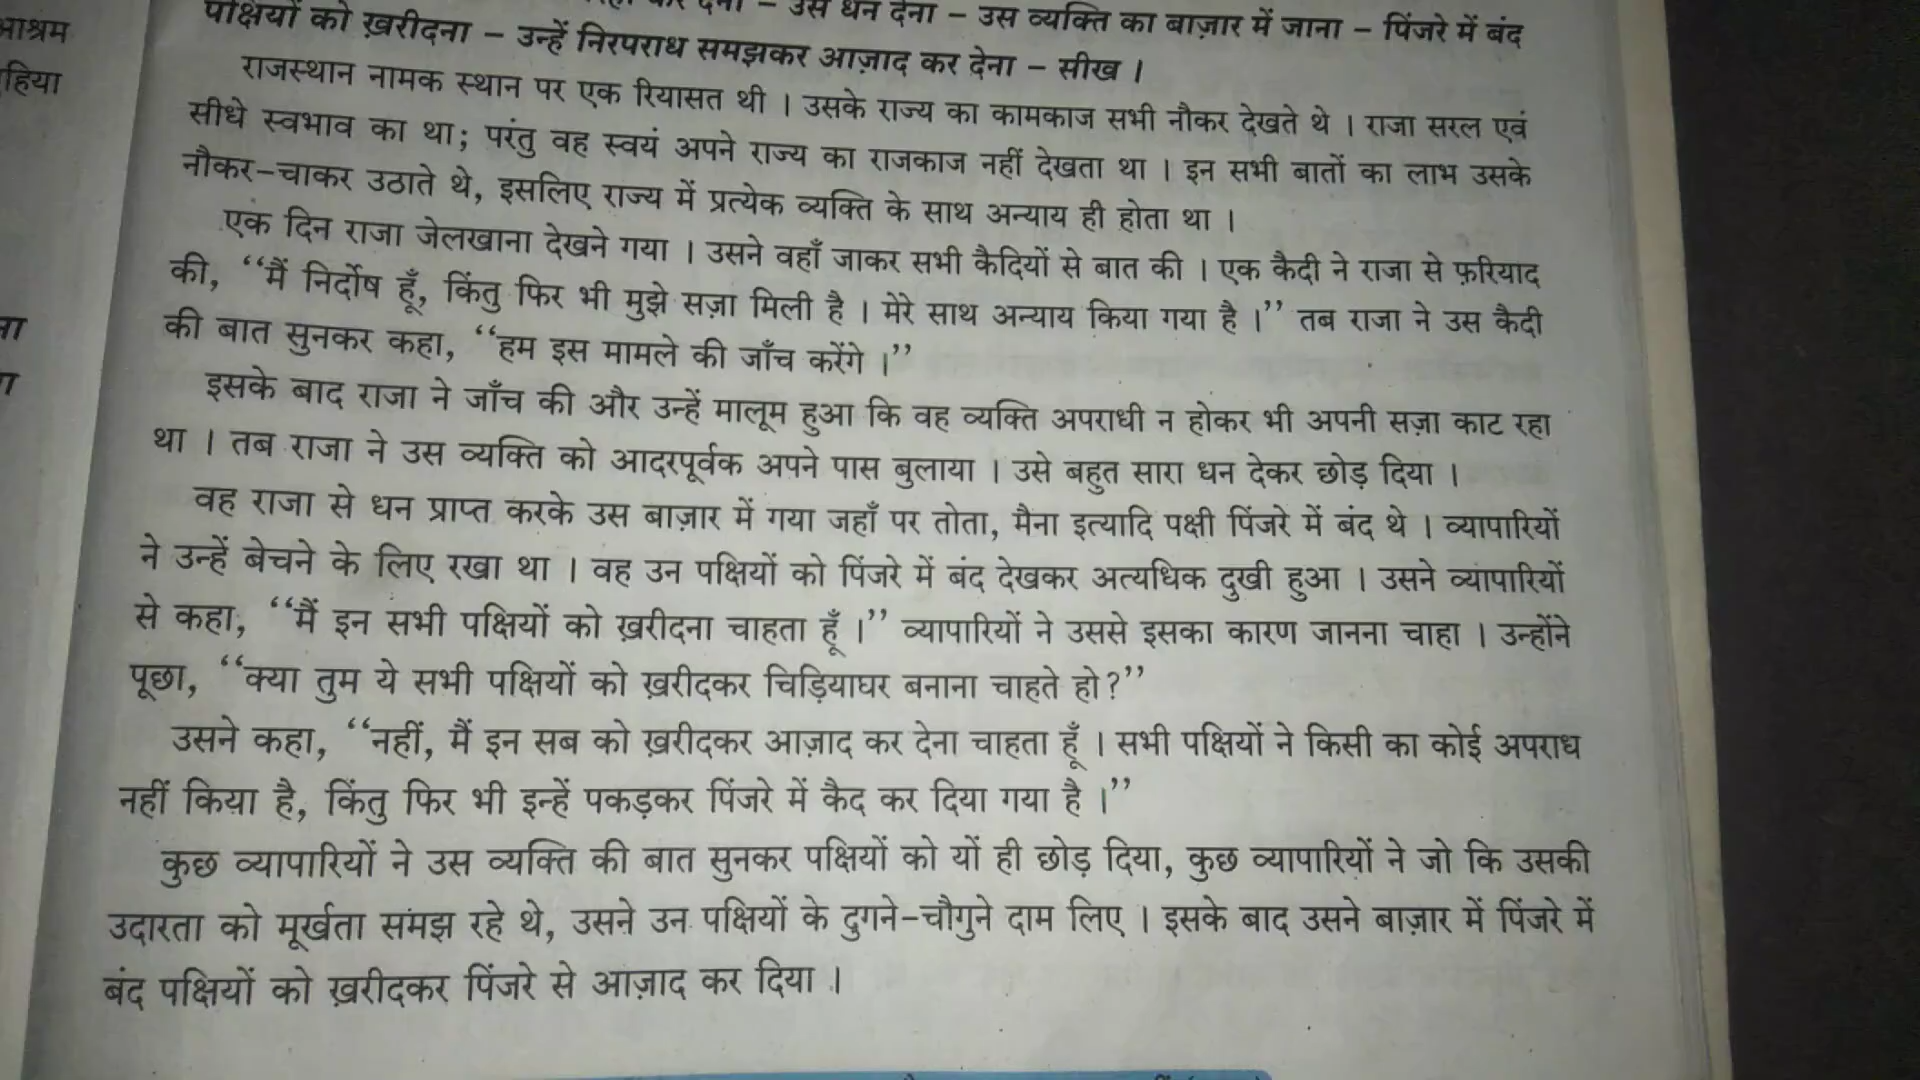 देना – उसे धन देना – उस व्यक्ति का बाज़ार में जाना – पिंजरे में बंद
आश्रम
पक्षियों को ख़रीदना – उन्हें निरपराध समझकर आज़ाद कर देना – सीख ।
हिया
राजस्थान नामक स्थान पर एक रियासत थी । उसके राज्य का कामकाज सभी नौकर देखते थे । राजा सरल एवं
सीधे स्वभाव का था; परंतु वह स्वयं अपने राज्य का राजकाज नहीं देखता था । इन सभी बातों का लाभ उसके
नौकर-चाकर उठाते थे, इसलिए राज्य में प्रत्येक व्यक्ति के साथ अन्याय ही होता था ।
एक दिन राजा जेलखाना देखने गया । उसने वहाँ जाकर सभी कैदियों से बात की । एक कैदी ने राजा से फ़रियाद
की, “मैं निर्दोष हूँ, किंतु फिर भी मुझे सज़ा मिली है । मेरे साथ अन्याय किया गया है ।” तब राजा ने उस कैदी
की बात सुनकर कहा, “हम इस मामले की जाँच करेंगे ।”
इसके बाद राजा ने जाँच की और उन्हें मालूम हुआ कि वह व्यक्ति अपराधी न होकर भी अपनी सज़ा काट रहा
था । तब राजा ने उस व्यक्ति को आदरपूर्वक अपने पास बुलाया । उसे बहुत सारा धन देकर छोड़ दिया ।
वह राजा से धन प्राप्त करके उस बाज़ार में गया जहाँ पर तोता, मैना इत्यादि पक्षी पिंजरे में बंद थे । व्यापारियों
ने उन्हें बेचने के लिए रखा था । वह उन पक्षियों को पिंजरे में बंद देखकर अत्यधिक दुखी हुआ । उसने व्यापारियों
से कहा, “मैं इन सभी पक्षियों को ख़रीदना चाहता हूँ ।” व्यापारियों ने उससे इसका कारण जानना चाहा । उन्होंने
पूछा, “क्या तुम ये सभी पक्षियों को ख़रीदकर चिड़ियाघर बनाना चाहते हो?”
उसने कहा, “नहीं, मैं इन सब को ख़रीदकर आज़ाद कर देना चाहता हूँ । सभी पक्षियों ने किसी का कोई अपराध
नहीं किया है, किंतु फिर भी इन्हें पकड़कर पिंजरे में कैद कर दिया गया है ।”
कुछ व्यापारियों ने उस व्यक्ति की बात सुनकर पक्षियों को यों ही छोड़ दिया, कुछ व्यापारियों ने जो कि उसकी
उदारता को मूर्खता समझ रहे थे, उसने उन पक्षियों के दुगने-चौगुने दाम लिए । इसके बाद उसने बाज़ार में पिंजरे में
बंद पक्षियों को ख़रीदकर पिंजरे से आज़ाद कर दिया ।